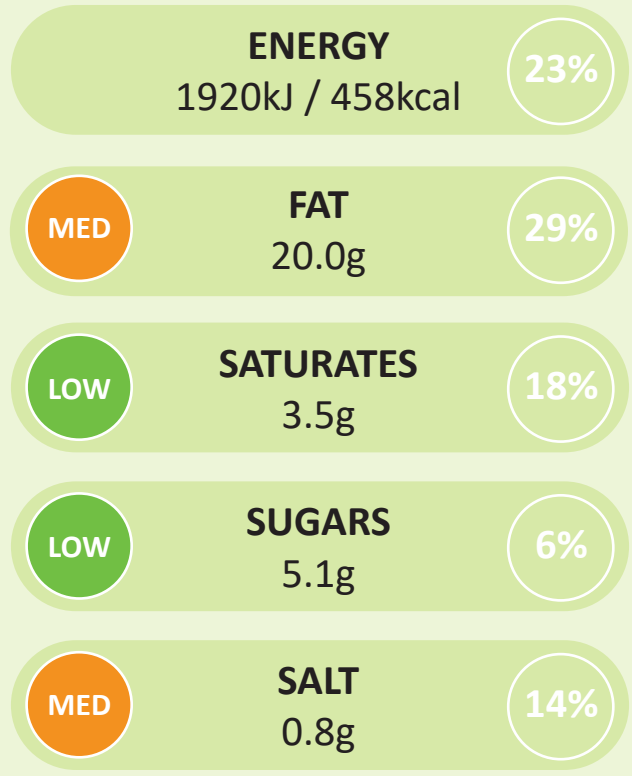 ENERGY
1920kJ / 458kcal
23%
MED
FAT
20.0g
29%
LOW
SATURATES
3.5g
18%
LOW
SUGARS
5.1g
6%
MED
SALT
0.8g
14%